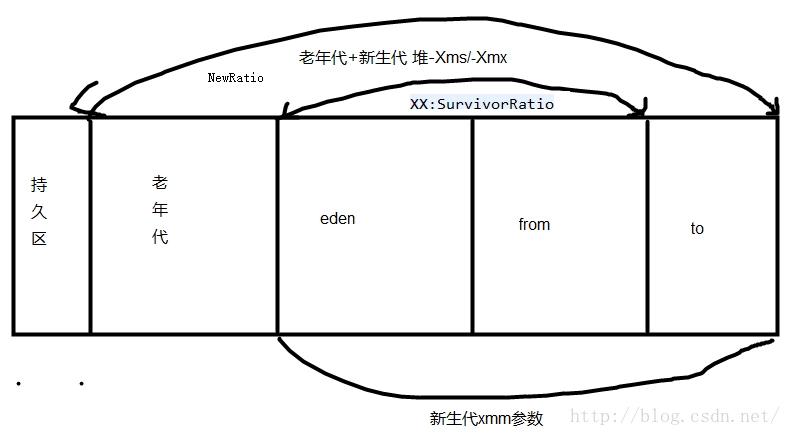 老年代+新生代 堆-Xms/-Xmx
NewRatio
XX:SurvivorRatio
持久区
老年代
eden
from
to
新生代xmm参数
http://blog.csdn.net/